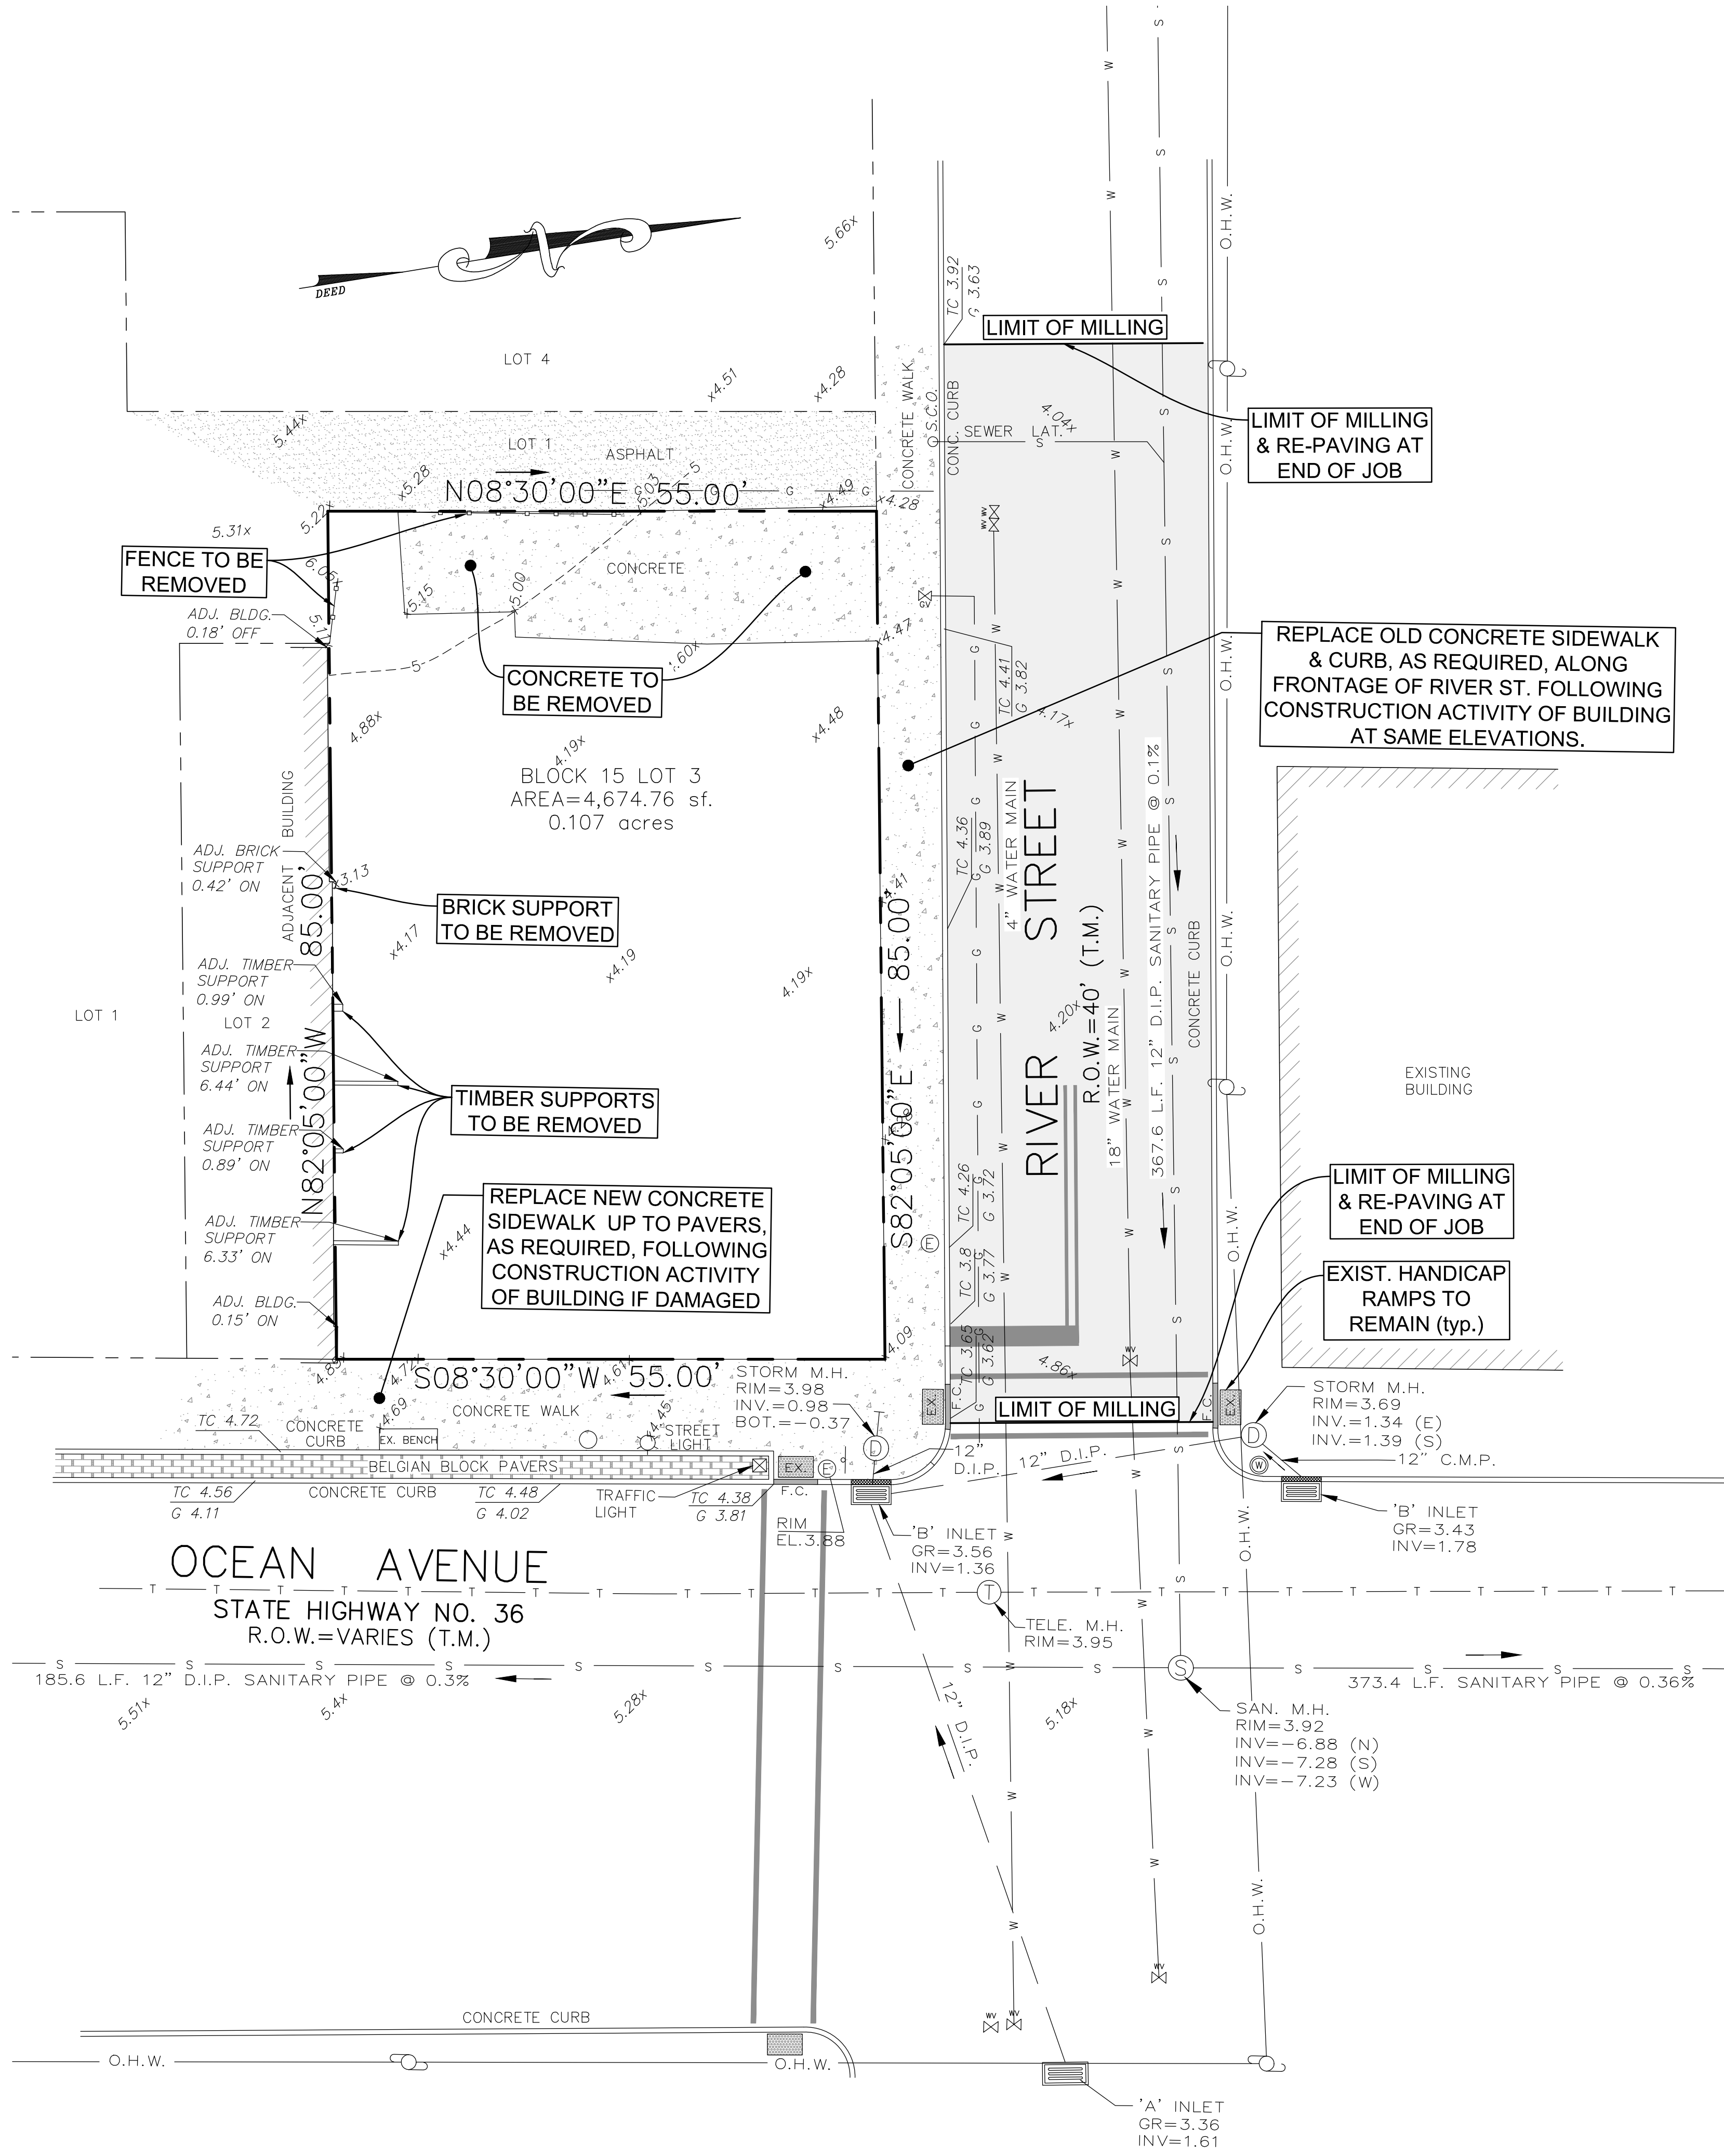 DEED
LOT 4
5.66x
x4.51
x4.28
TC 3.92
G 3.63
LIMIT OF MILLING
LIMIT OF MILLING
& RE-PAVING AT
END OF JOB
CONCRETE WALK
S.C.O.
CONC. CURB
SEWER LAT.
4.04x
5.44x
LOT 1
ASPHALT
x5.28
5.03
5
N08°30'00"E 55.00'
x4.49
x4.28
5.22x
5.31x
FENCE TO BE
REMOVED
6.05x
CONCRETE
x5.15
5.00
ADJ. BLDG.
0.18' OFF
5
x4.47
CONCRETE TO
BE REMOVED
REPLACE OLD CONCRETE SIDEWALK
& CURB, AS REQUIRED, ALONG
FRONTAGE OF RIVER ST. FOLLOWING
CONSTRUCTION ACTIVITY OF BUILDING
AT SAME ELEVATIONS.
TC 4.41
G 3.82
4.17x
4.88x
4.19x
x4.48
BLOCK 15 LOT 3
AREA=4,674.76 sf.
0.107 acres
ADJACENT BUILDING
ADJ. BRICK
SUPPORT
0.42' ON
x3.13
BRICK SUPPORT
TO BE REMOVED
TC 4.36
G 3.89
4" WATER MAIN
RIVER STREET
R.O.W.=40' (T.M.)
18" WATER MAIN
367.6 L.F. 12" D.I.P. SANITARY PIPE @ 0.1%
CONCRETE CURB
O.H.W.
O.H.W.
O.H.W.
O.H.W.
O.H.W.
O.H.W.
x4.17
x4.19
4.19x
4.20x
ADJ. TIMBER
SUPPORT
0.99' ON
LOT 1
LOT 2
ADJ. TIMBER
SUPPORT
6.44' ON
TIMBER SUPPORTS
TO BE REMOVED
ADJ. TIMBER
SUPPORT
0.89' ON
N82°05'00"W 85.00'
S82°05'00"E 85.00'
EXISTING
BUILDING
ADJ. TIMBER
SUPPORT
6.33' ON
x4.44
REPLACE NEW CONCRETE
SIDEWALK UP TO PAVERS,
AS REQUIRED, FOLLOWING
CONSTRUCTION ACTIVITY
OF BUILDING IF DAMAGED
E
TC 4.26
G 3.72
TC 3.8
G 3.77
TC 3.65
G 3.62
LIMIT OF MILLING
& RE-PAVING AT
END OF JOB
EXIST. HANDICAP
RAMPS TO
REMAIN (typ.)
ADJ. BLDG.
0.15' ON
4.72x
4.61x
4.09
4.86x
WV
S08°30'00"W 55.00'
STORM M.H.
RIM=3.98
INV.=0.98
BOT.=-0.37
EX.
F.C.
LIMIT OF MILLING
F.C.
EX.
STORM M.H.
RIM=3.69
INV.=1.34 (E)
INV.=1.39 (S)
12" C.M.P.
TC 4.72
CONCRETE
CURB
x4.69
EX. BENCH
CONCRETE WALK
x4.45
STREET
LIGHT
D
12"
D.I.P.
12" D.I.P.
D
W
BELGIAN BLOCK PAVERS
EX.
E
F.C.
TC 4.56
G 4.11
CONCRETE CURB
TC 4.48
G 4.02
TRAFFIC
LIGHT
TC 4.38
G 3.81
RIM
EL.3.88
'B' INLET
GR=3.56
INV=1.36
'B' INLET
GR=3.43
INV=1.78
OCEAN AVENUE
STATE HIGHWAY NO. 36
R.O.W.=VARIES (T.M.)
T
TELE. M.H.
RIM=3.95
185.6 L.F. 12" D.I.P. SANITARY PIPE @ 0.3%
S
373.4 L.F. SANITARY PIPE @ 0.36%
5.51x
5.4x
5.28x
12" D.I.P.
5.18x
SAN. M.H.
RIM=3.92
INV=-6.88 (N)
INV=-7.28 (S)
INV=-7.23 (W)
O.H.W.
WV
WV
WV
CONCRETE CURB
O.H.W.
O.H.W.
'A' INLET
GR=3.36
INV=1.61